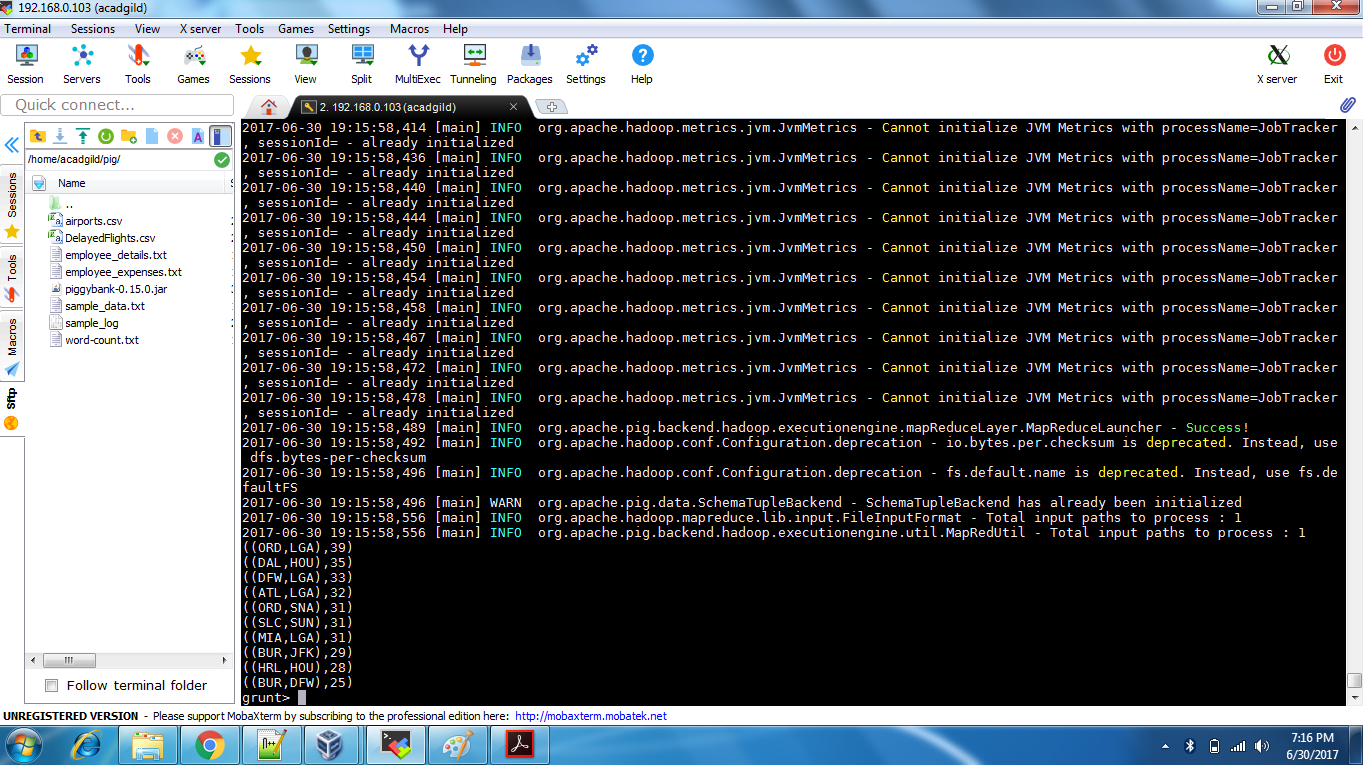 192.168.0.103 (acadgild)
Terminal Sessions View X server Tools Games Settings Macros Help
Session Servers Tools Games Sessions View Split MultiExec Tunneling Packages Settings Help X server Exit
Quick connect...
2. 192.168.0.103 (acadgild)
/home/acadgild/pig/
Name
..
airports.csv
DelayedFlights.csv
employee_details.txt
employee_expenses.txt
piggybank-0.15.0.jar
sample_data.txt
sample_log
word-count.txt
Sessions
Tools
Macros
Sftp
Follow terminal folder
2017-06-30 19:15:58,414 [main] INFO  org.apache.hadoop.metrics.jvm.JvmMetrics - Cannot initialize JVM Metrics with processName=JobTracker
, sessionId= - already initialized
2017-06-30 19:15:58,436 [main] INFO  org.apache.hadoop.metrics.jvm.JvmMetrics - Cannot initialize JVM Metrics with processName=JobTracker
, sessionId= - already initialized
2017-06-30 19:15:58,440 [main] INFO  org.apache.hadoop.metrics.jvm.JvmMetrics - Cannot initialize JVM Metrics with processName=JobTracker
, sessionId= - already initialized
2017-06-30 19:15:58,444 [main] INFO  org.apache.hadoop.metrics.jvm.JvmMetrics - Cannot initialize JVM Metrics with processName=JobTracker
, sessionId= - already initialized
2017-06-30 19:15:58,450 [main] INFO  org.apache.hadoop.metrics.jvm.JvmMetrics - Cannot initialize JVM Metrics with processName=JobTracker
, sessionId= - already initialized
2017-06-30 19:15:58,454 [main] INFO  org.apache.hadoop.metrics.jvm.JvmMetrics - Cannot initialize JVM Metrics with processName=JobTracker
, sessionId= - already initialized
2017-06-30 19:15:58,458 [main] INFO  org.apache.hadoop.metrics.jvm.JvmMetrics - Cannot initialize JVM Metrics with processName=JobTracker
, sessionId= - already initialized
2017-06-30 19:15:58,467 [main] INFO  org.apache.hadoop.metrics.jvm.JvmMetrics - Cannot initialize JVM Metrics with processName=JobTracker
, sessionId= - already initialized
2017-06-30 19:15:58,472 [main] INFO  org.apache.hadoop.metrics.jvm.JvmMetrics - Cannot initialize JVM Metrics with processName=JobTracker
, sessionId= - already initialized
2017-06-30 19:15:58,478 [main] INFO  org.apache.hadoop.metrics.jvm.JvmMetrics - Cannot initialize JVM Metrics with processName=JobTracker
, sessionId= - already initialized
2017-06-30 19:15:58,489 [main] INFO  org.apache.pig.backend.hadoop.executionengine.mapReduceLayer.MapReduceLauncher - Success!
2017-06-30 19:15:58,492 [main] INFO  org.apache.hadoop.conf.Configuration.deprecation - io.bytes.per.checksum is deprecated. Instead, use
dfs.bytes-per-checksum
2017-06-30 19:15:58,496 [main] INFO  org.apache.hadoop.conf.Configuration.deprecation - fs.default.name is deprecated. Instead, use fs.de
faultFS
2017-06-30 19:15:58,496 [main] WARN  org.apache.pig.data.SchemaTupleBackend - SchemaTupleBackend has already been initialized
2017-06-30 19:15:58,556 [main] INFO  org.apache.hadoop.mapreduce.lib.input.FileInputFormat - Total input paths to process : 1
2017-06-30 19:15:58,556 [main] INFO  org.apache.pig.backend.hadoop.executionengine.util.MapRedUtil - Total input paths to process : 1
((ORD,LGA),39)
((DAL,HOU),35)
((DFW,LGA),33)
((ATL,LGA),32)
((ORD,SNA),31)
((SLC,SUN),31)
((MIA,LGA),31)
((BUR,JFK),29)
((HRL,HOU),28)
((BUR,DFW),25)
grunt>
UNREGISTERED VERSION - Please support MobaXterm by subscribing to the professional edition here: http://mobaxterm.mobatek.net
7:16 PM
6/30/2017